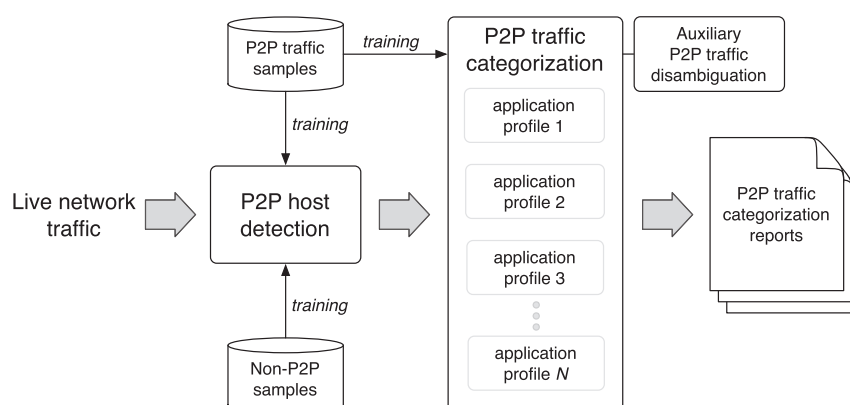 P2P traffic
samples
training
P2P traffic
categorization
Auxiliary
P2P traffic
disambiguation
training
application
profile 1
Live network
traffic
P2P host
detection
application
profile 2
P2P traffic
categorization
reports
application
profile 3
training
Non-P2P
samples
application
profile N